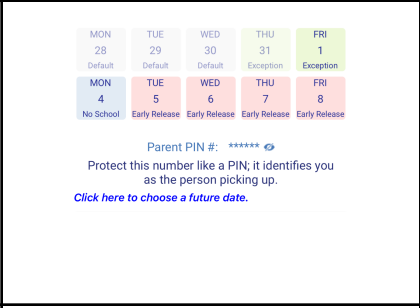 MON TUE WED THU FRI
28 29 30 31 1
Default Default Default Exception Exception
MON TUE WED THU FRI
4 5 6 7 8
No School Early Release Early Release Early Release Early Release
Parent PIN #: ******
Protect this number like a PIN; it identifies you
as the person picking up.
Click here to choose a future date.